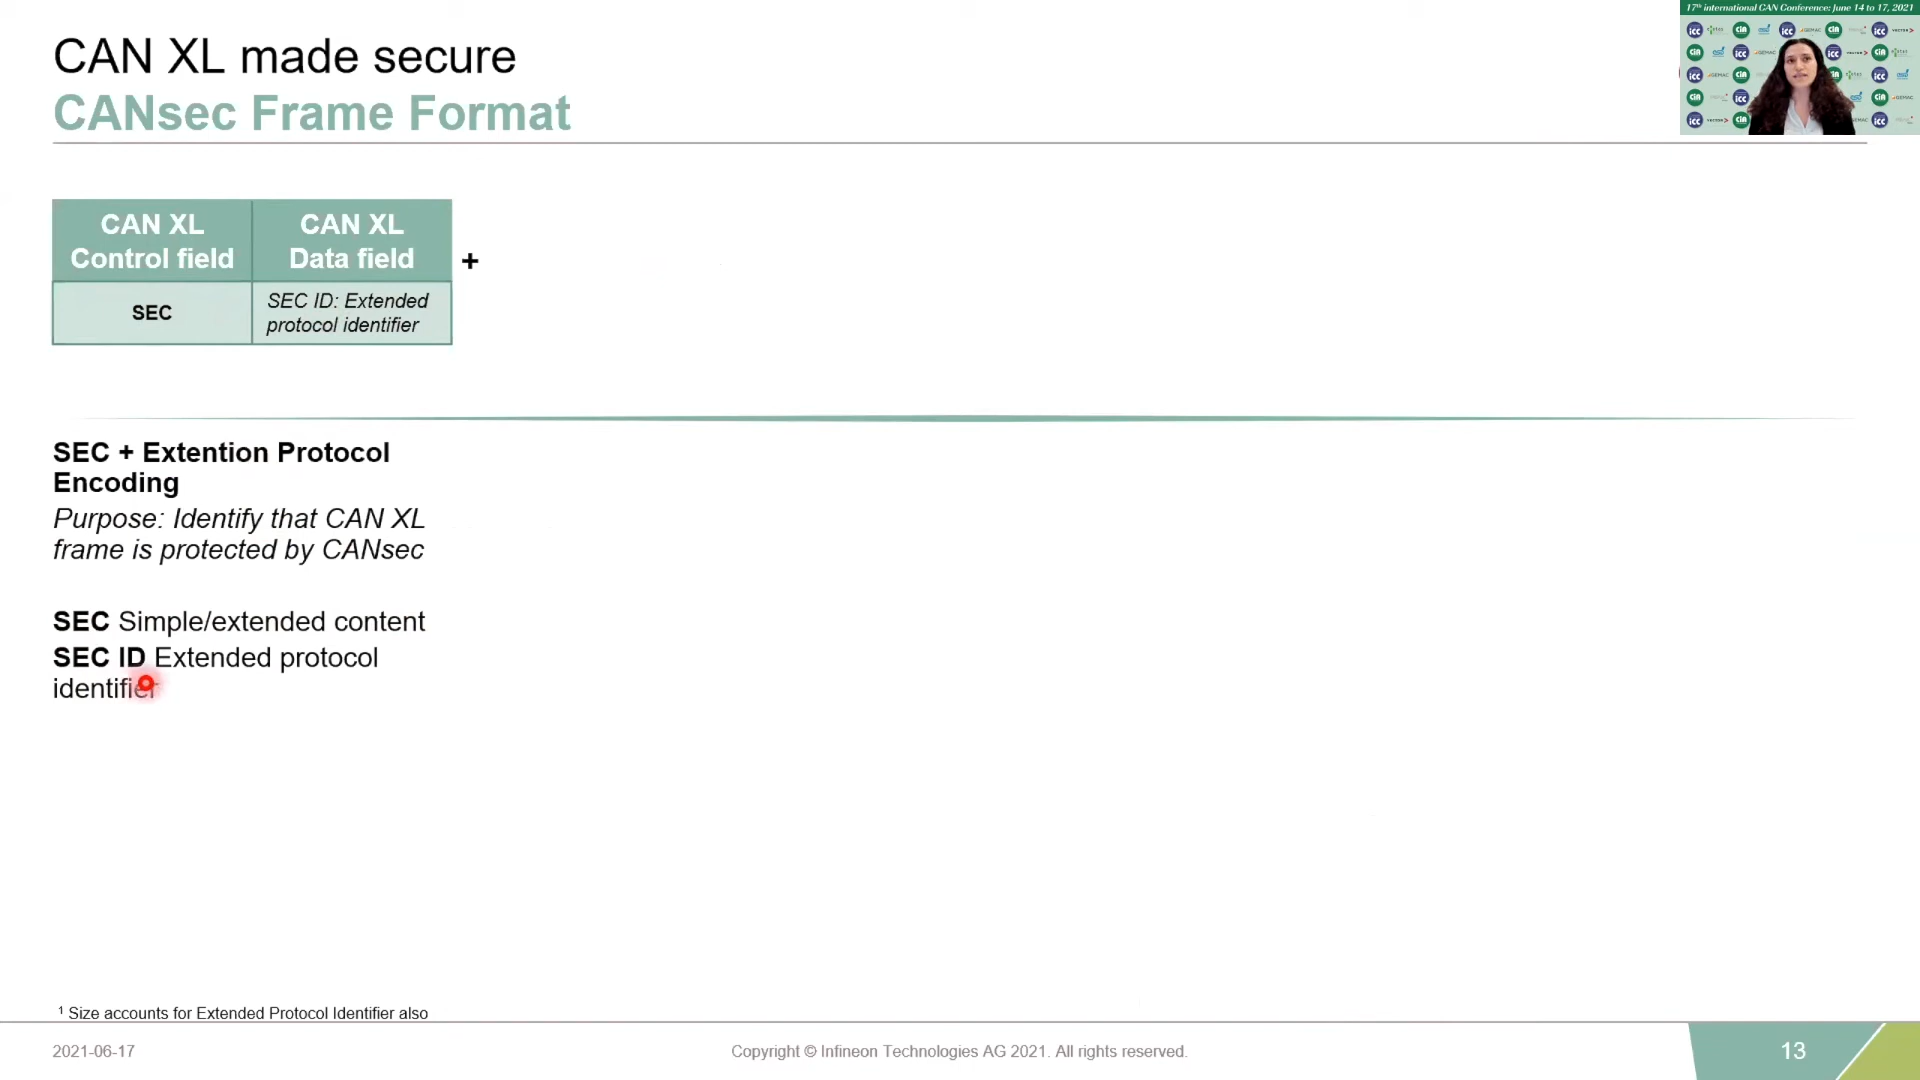 17th international CAN Conference: June 14 to 17, 2021
CAN XL made secure
CANsec Frame Format
CAN XL
Control field
CAN XL
Data field
+
SEC
SEC ID: Extended
protocol identifier
SEC + Extention Protocol
Encoding
Purpose: Identify that CAN XL
frame is protected by CANsec
SEC Simple/extended content
SEC ID Extended protocol
identifier
¹ Size accounts for Extended Protocol Identifier also
2021-06-17
Copyright © Infineon Technologies AG 2021. All rights reserved.
13